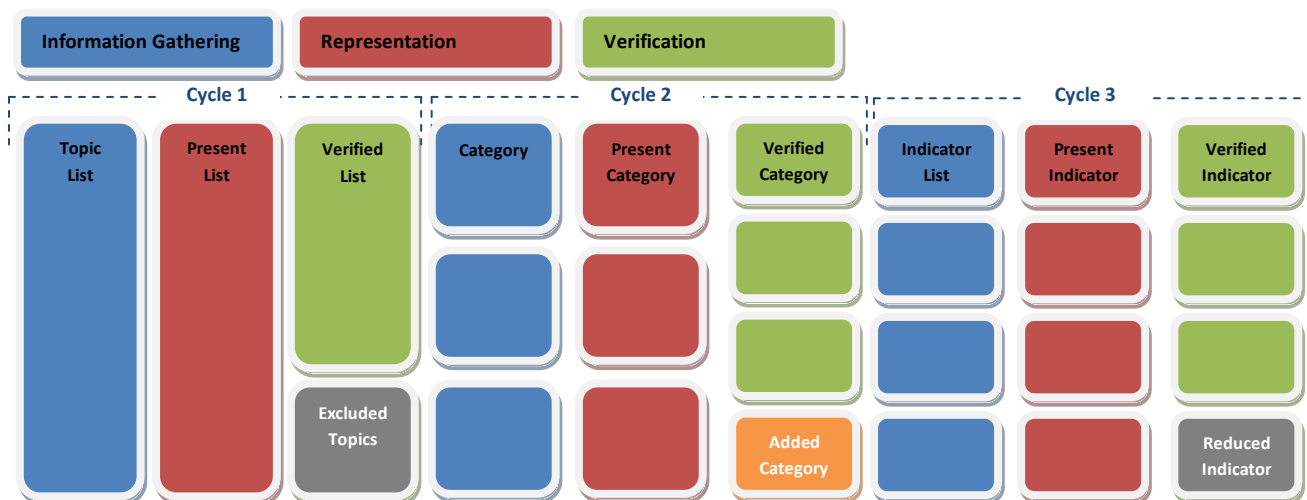 Information Gathering
Representation
Verification
Cycle 1
Cycle 2
Cycle 3
Topic
List
Present
List
Verified
List
Category
Present
Category
Verified
Category
Indicator
List
Present
Indicator
Verified
Indicator
Excluded
Topics
Added
Category
Reduced
Indicator